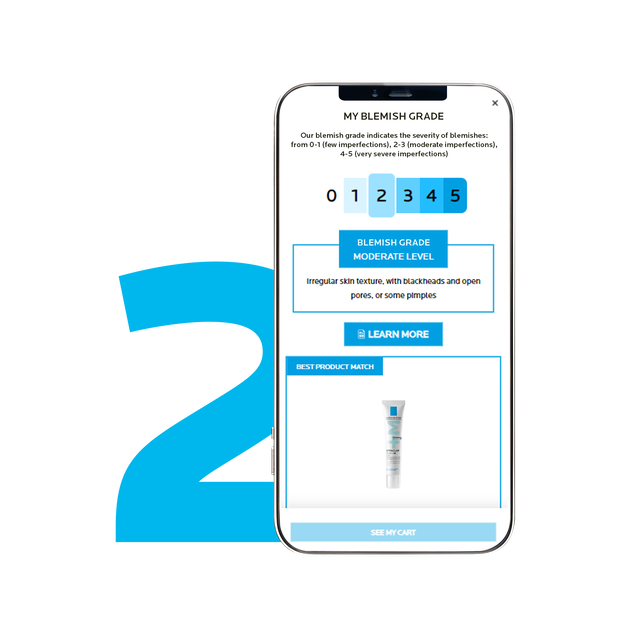 2
MY BLEMISH GRADE
Our blemish grade indicates the severity of blemishes:
from 0-1 (few imperfections), 2-3 (moderate imperfections),
4-5 (very severe imperfections)
0 1 2 3 4 5
BLEMISH GRADE
MODERATE LEVEL
Irregular skin texture, with blackheads and open
pores, or some pimples
LEARN MORE
BEST PRODUCT MATCH
SEE MY CART